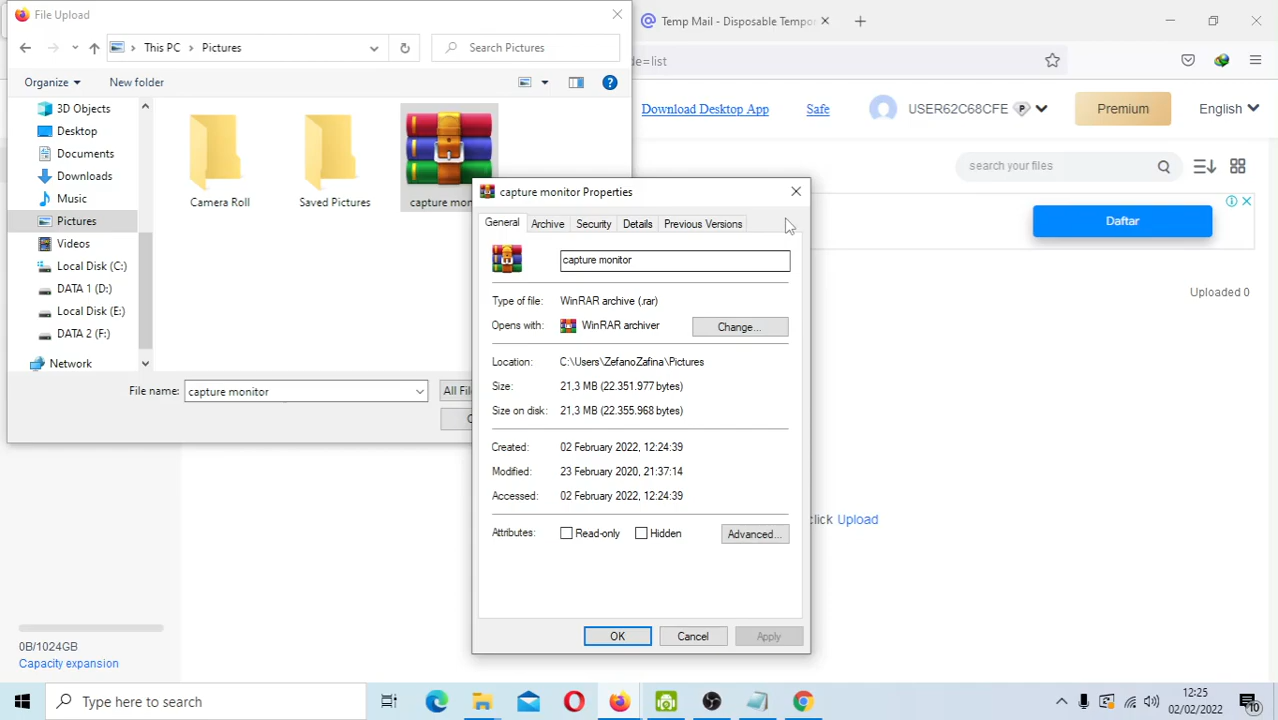 File Upload
This PC
Pictures
Search Pictures
Organize
New folder
3D Objects
Desktop
Documents
Downloads
Music
Pictures
Videos
Local Disk (C:)
DATA 1 (D:)
Local Disk (E:)
DATA 2 (F:)
Network
Camera Roll
Saved Pictures
capture mon
File name:
capture monitor
All Fil
Temp Mail - Disposable Tempo
de=list
Download Desktop App
Safe
USER62C68CFE
P
Premium
English
search your files
Daftar
Uploaded 0
click Upload
0B/1024GB
Capacity expansion
capture monitor Properties
General
Archive
Security
Details
Previous Versions
capture monitor
Type of file: WinRAR archive (.rar)
Opens with: WinRAR archiver
Change...
Location: C:\Users\ZefanoZafina\Pictures
Size: 21,3 MB (22.351.977 bytes)
Size on disk: 21,3 MB (22.355.968 bytes)
Created: 02 February 2022, 12:24:39
Modified: 23 February 2020, 21:37:14
Accessed: 02 February 2022, 12:24:39
Attributes: Read-only Hidden
Advanced...
OK
Cancel
Apply
Type here to search
12:25
02/02/2022
10